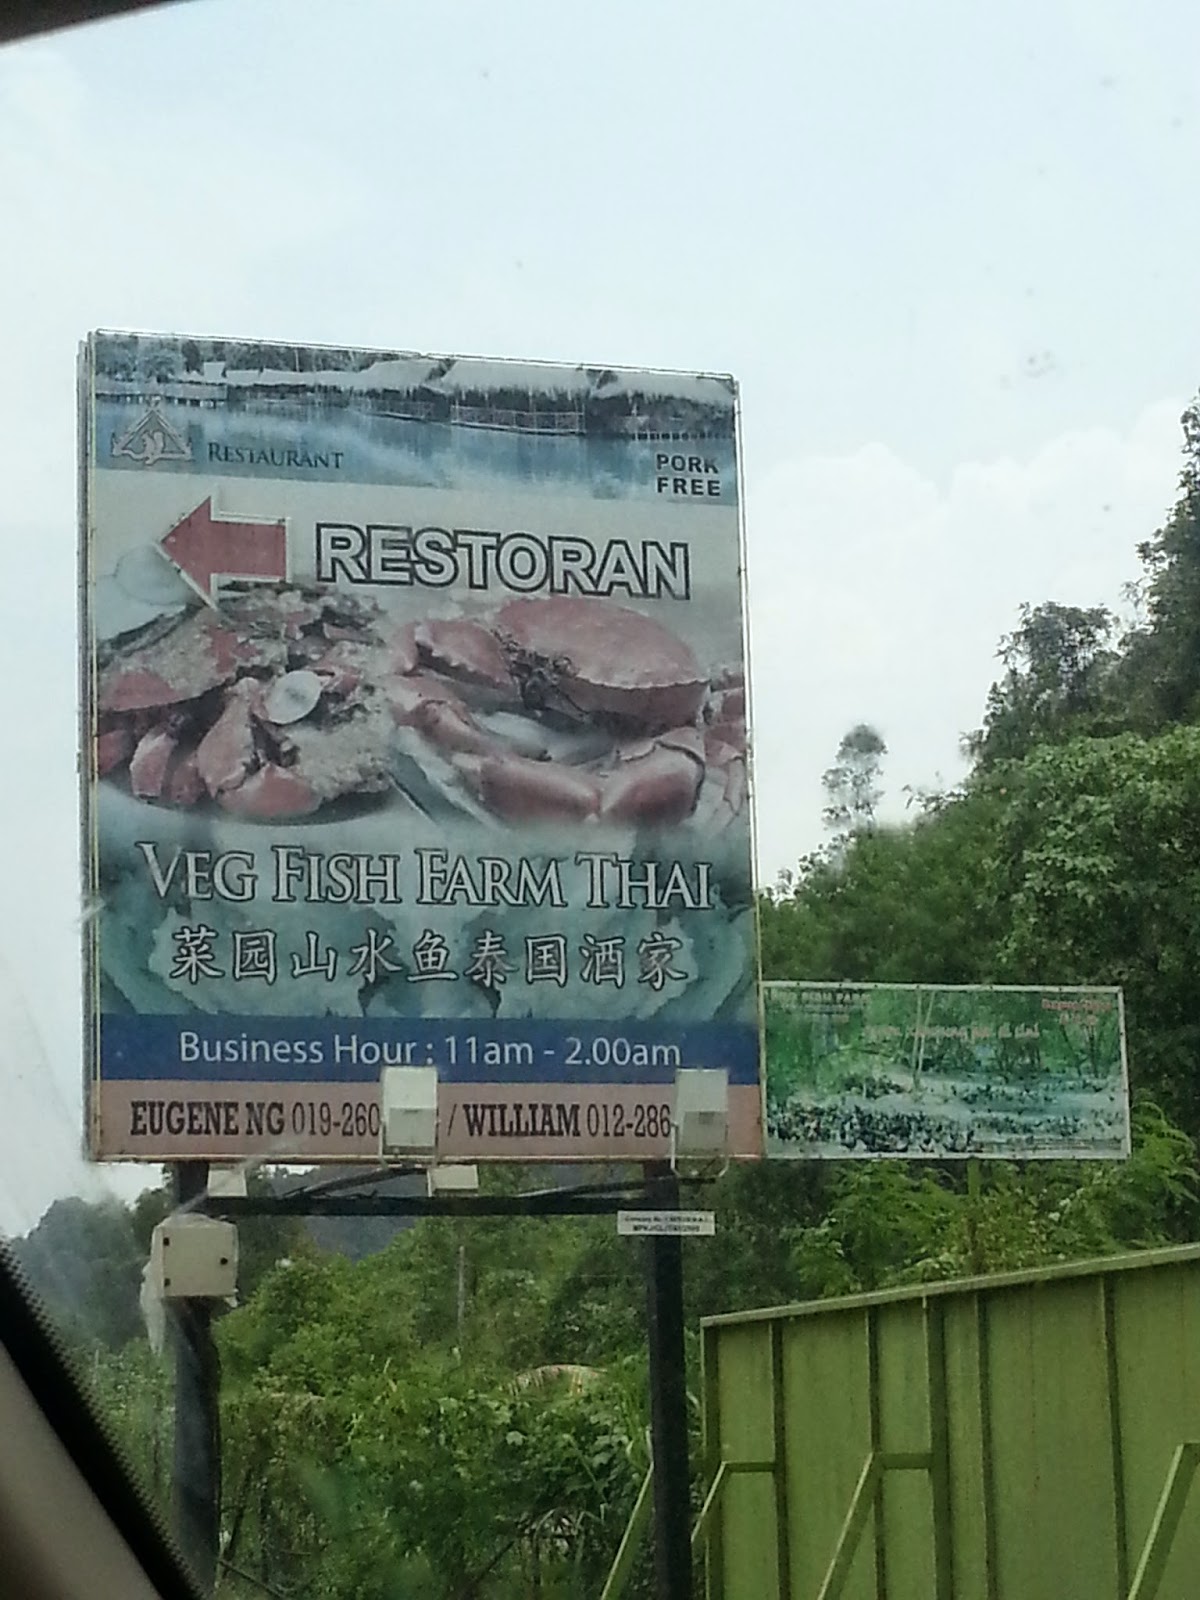 RESTAURANT
PORK
FREE
RESTORAN
VEG FISH FARM THAI
菜园山水鱼泰国酒家
Business Hour : 11am - 2.00am
EUGENE NG 019-260 / WILLIAM 012-286